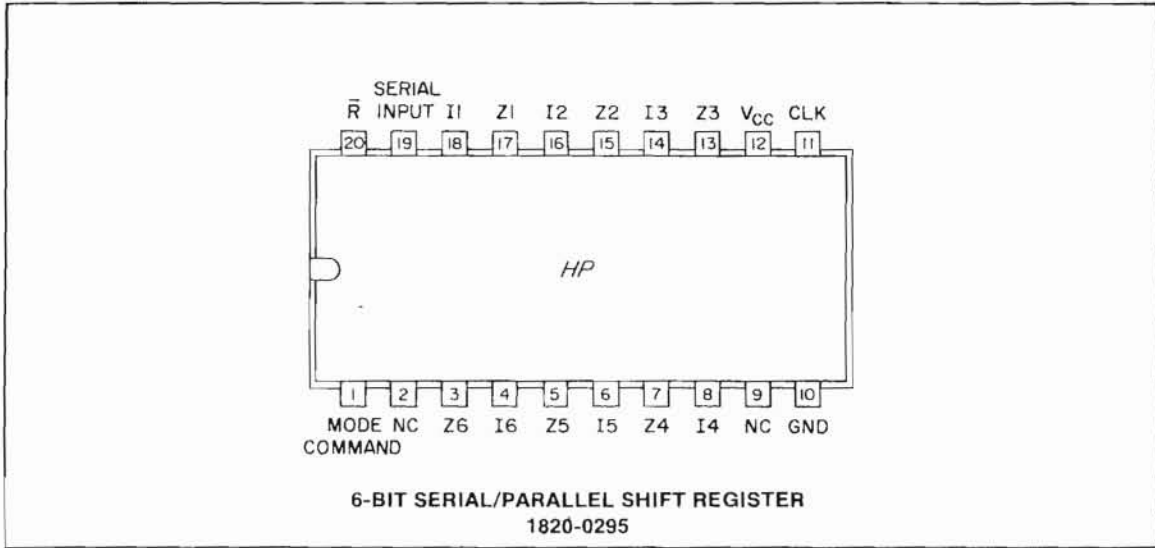 SERIAL
R̅ INPUT I1 Z1 I2 Z2 I3 Z3 VCC CLK
20 19 18 17 16 15 14 13 12 11
HP
1 2 3 4 5 6 7 8 9 10
MODE NC Z6 I6 Z5 I5 Z4 I4 NC GND
COMMAND
6-BIT SERIAL/PARALLEL SHIFT REGISTER
1820-0295